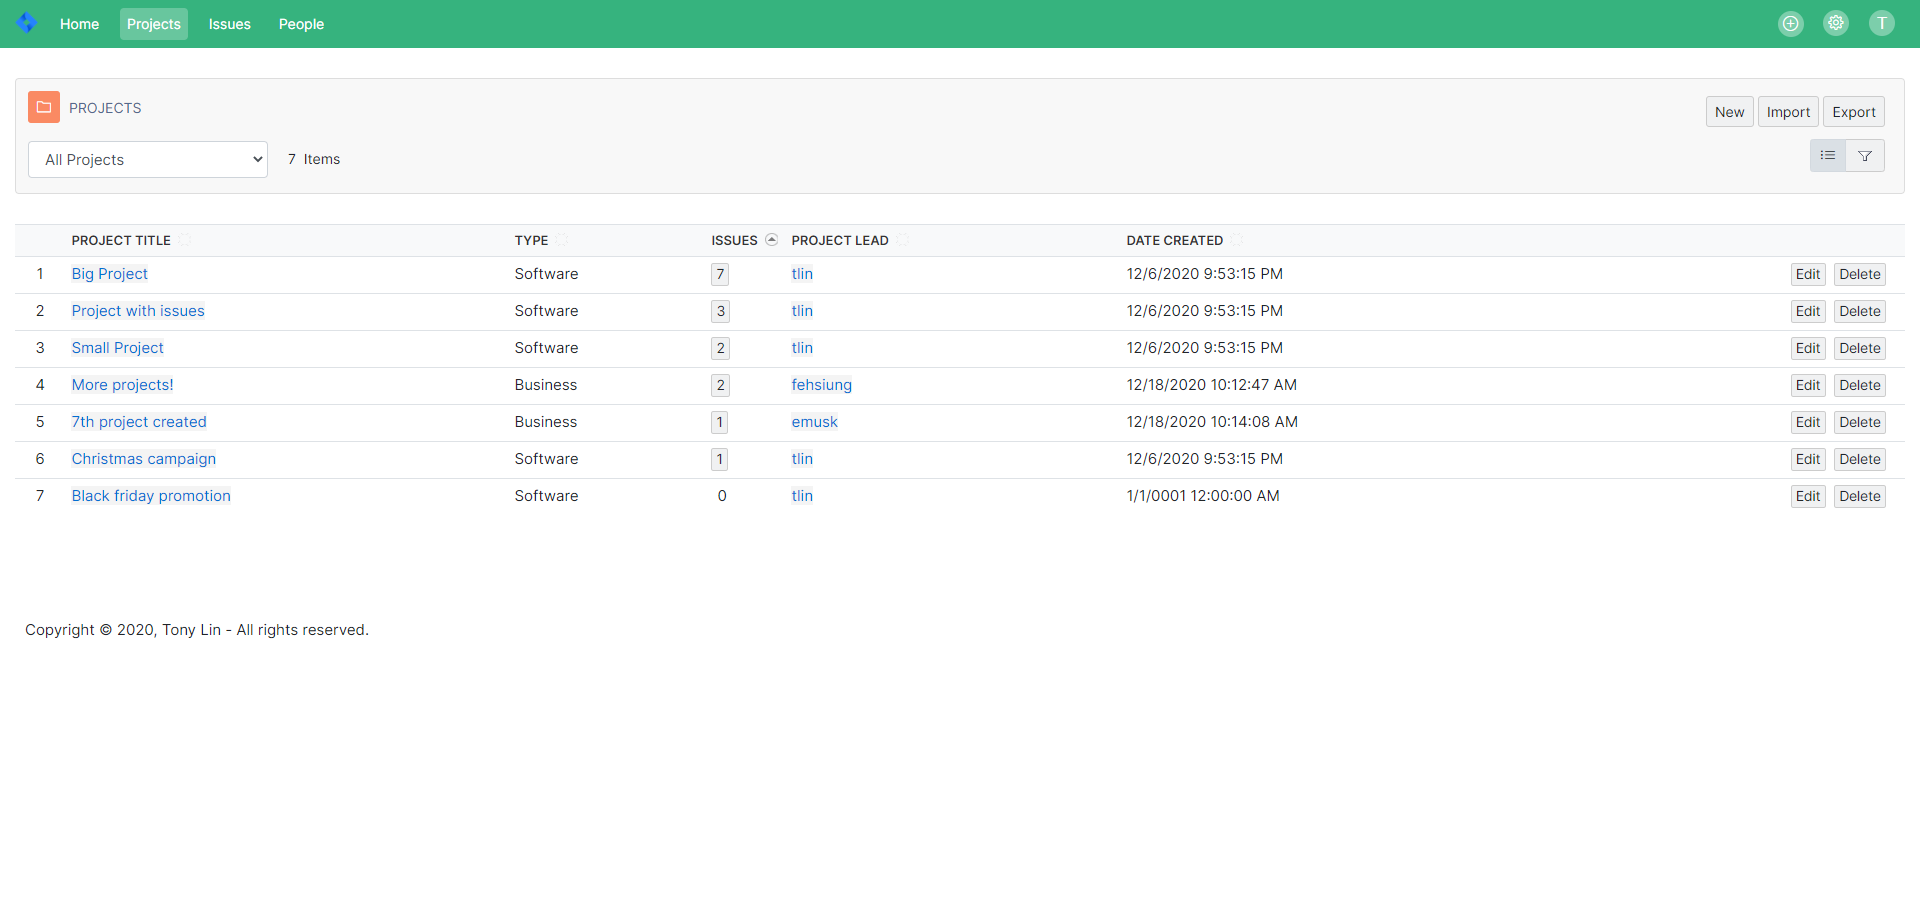 Home Projects Issues People T
PROJECTS
New Import Export
All Projects 7 Items
PROJECT TITLE TYPE ISSUES PROJECT LEAD DATE CREATED
1 Big Project Software 7 tlin 12/6/2020 9:53:15 PM Edit Delete
2 Project with issues Software 3 tlin 12/6/2020 9:53:15 PM Edit Delete
3 Small Project Software 2 tlin 12/6/2020 9:53:15 PM Edit Delete
4 More projects! Business 2 fehsiung 12/18/2020 10:12:47 AM Edit Delete
5 7th project created Business 1 emusk 12/18/2020 10:14:08 AM Edit Delete
6 Christmas campaign Software 1 tlin 12/6/2020 9:53:15 PM Edit Delete
7 Black friday promotion Software 0 tlin 1/1/0001 12:00:00 AM Edit Delete
Copyright © 2020, Tony Lin - All rights reserved.